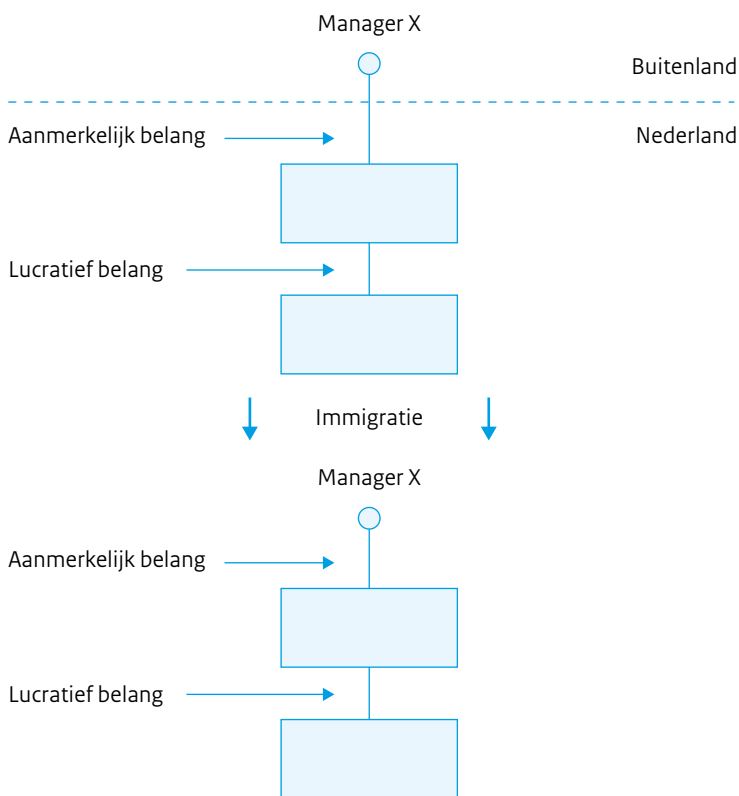 Manager X
Buitenland
Aanmerkelijk belang
Nederland
Lucratief belang
Immigratie
Manager X
Aanmerkelijk belang
Lucratief belang